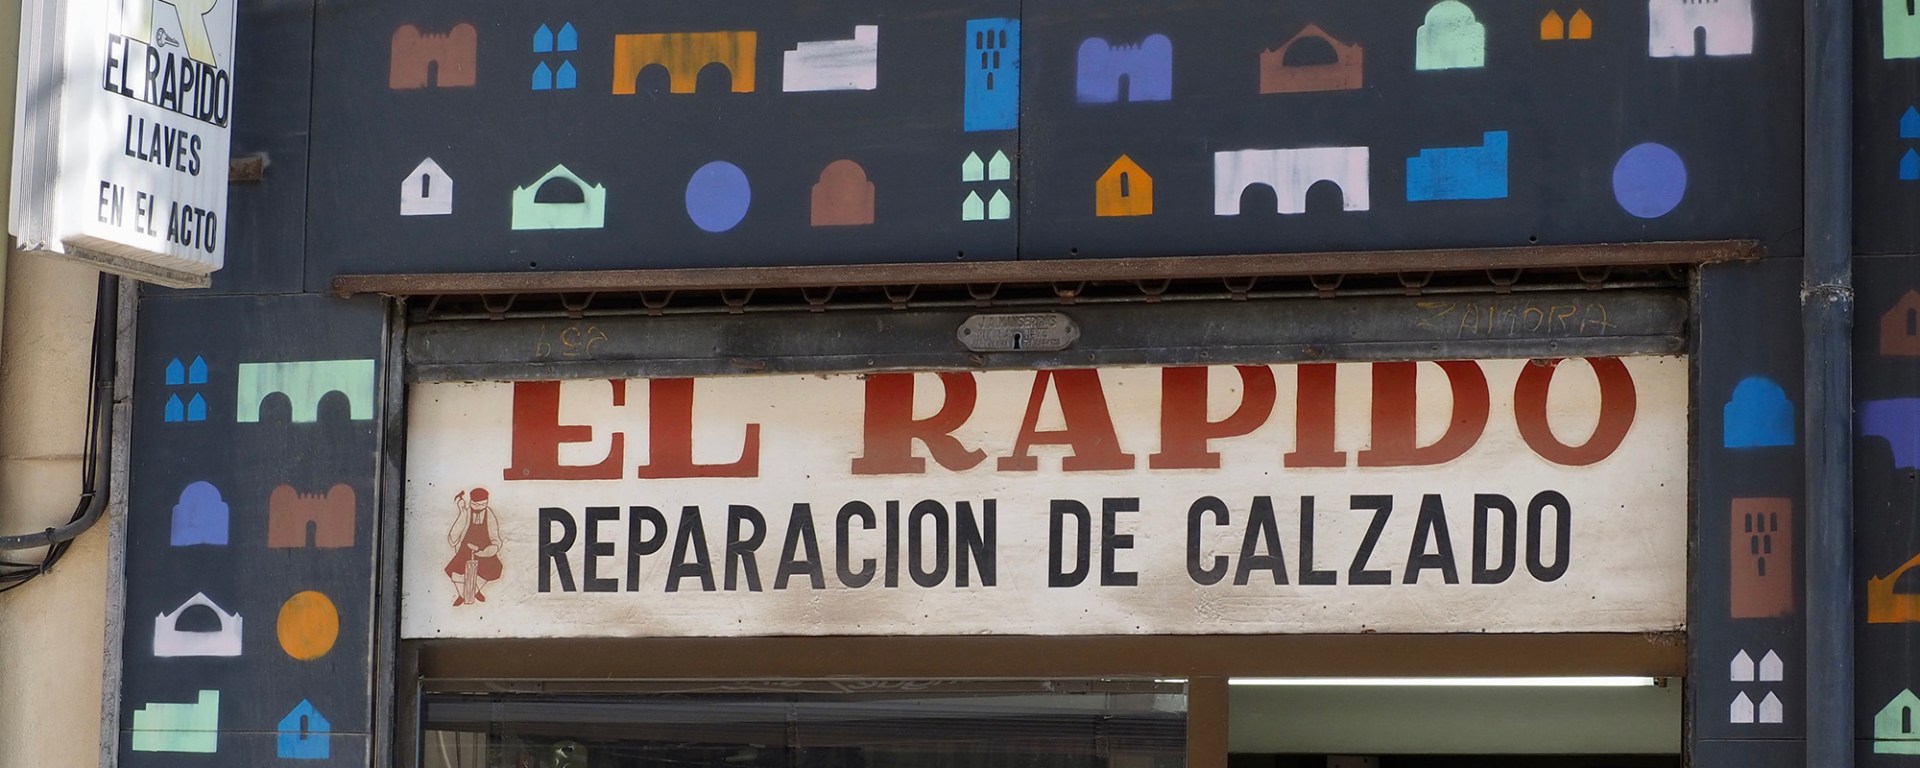 EL RAPIDO
LLAVES
EN EL ACTO
ZAMORA
EL RAPIDO
REPARACION DE CALZADO